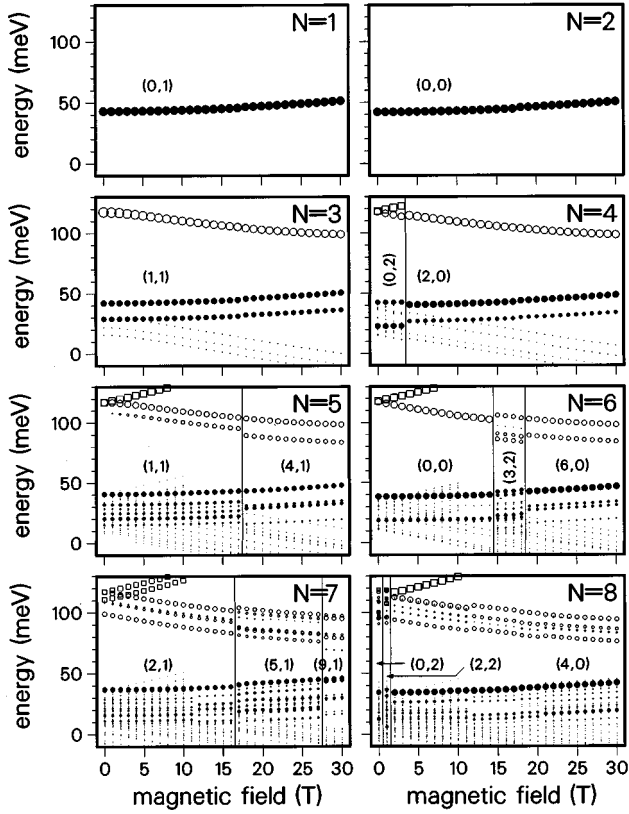 energy (meV)
100
50
0
N=1
(0,1)
N=2
(0,0)
energy (meV)
100
50
0
N=3
(1,1)
N=4
(0,2)
(2,0)
energy (meV)
100
50
0
N=5
(1,1)
(4,1)
N=6
(0,0)
(3,2)
(6,0)
energy (meV)
100
50
0
N=7
(2,1)
(5,1)
(9,1)
N=8
(0,2)
(2,2)
(4,0)
0 5 10 15 20 25 30
0 5 10 15 20 25 30
magnetic field (T)
magnetic field (T)